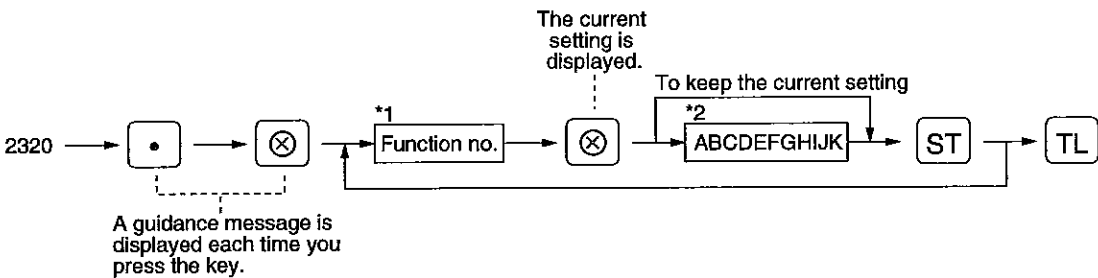 The current
setting is
displayed.
To keep the current setting
*1
*2
2320 • ⊗ Function no. ⊗ ABCDEFGHIJK ST TL
A guidance message is
displayed each time you
press the key.